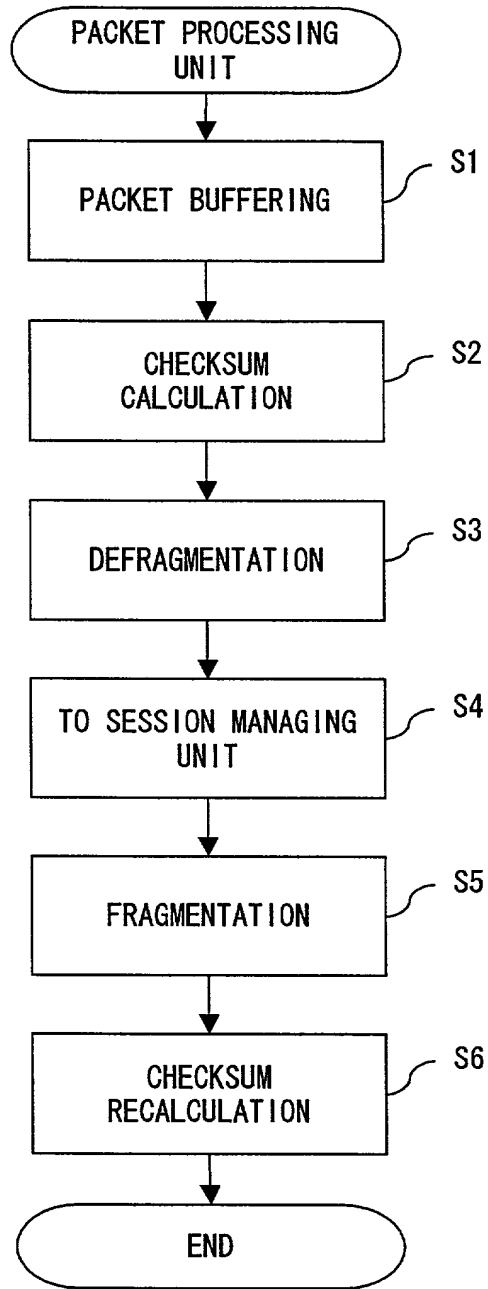 PACKET PROCESSING
UNIT
S1
PACKET BUFFERING
S2
CHECKSUM
CALCULATION
S3
DEFRAGMENTATION
S4
TO SESSION MANAGING
UNIT
S5
FRAGMENTATION
S6
CHECKSUM
RECALCULATION
END